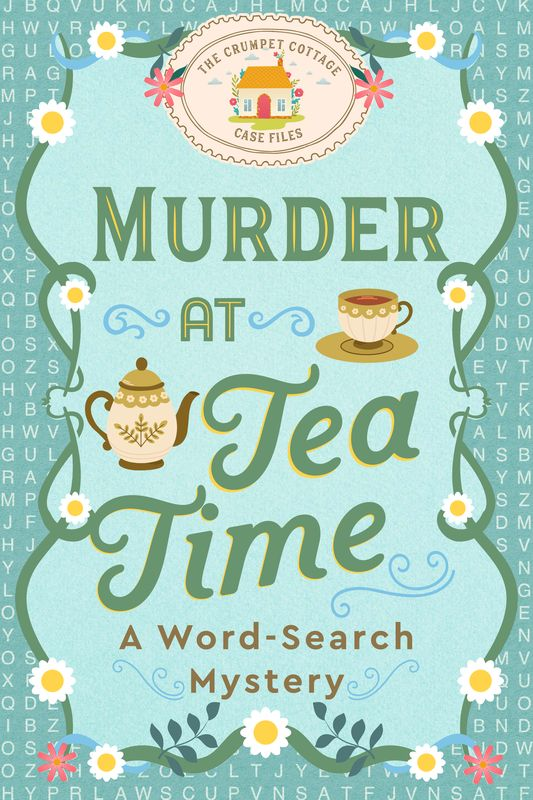 THE CRUMPET COTTAGE
CASE FILES
MURDER
AT
Tea
Time
A Word-Search
Mystery